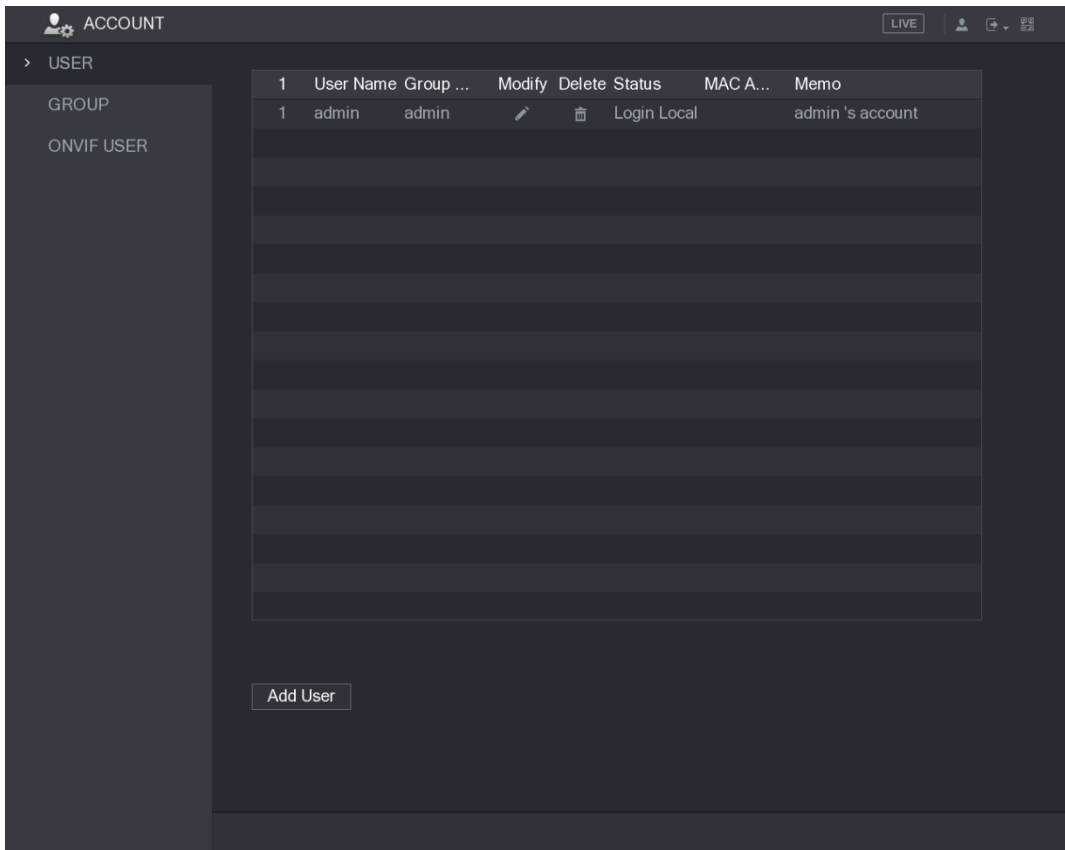 ACCOUNT LIVE
USER
GROUP
ONVIF USER
1 User Name Group ... Modify Delete Status MAC A... Memo
1 admin admin Login Local admin 's account
Add User